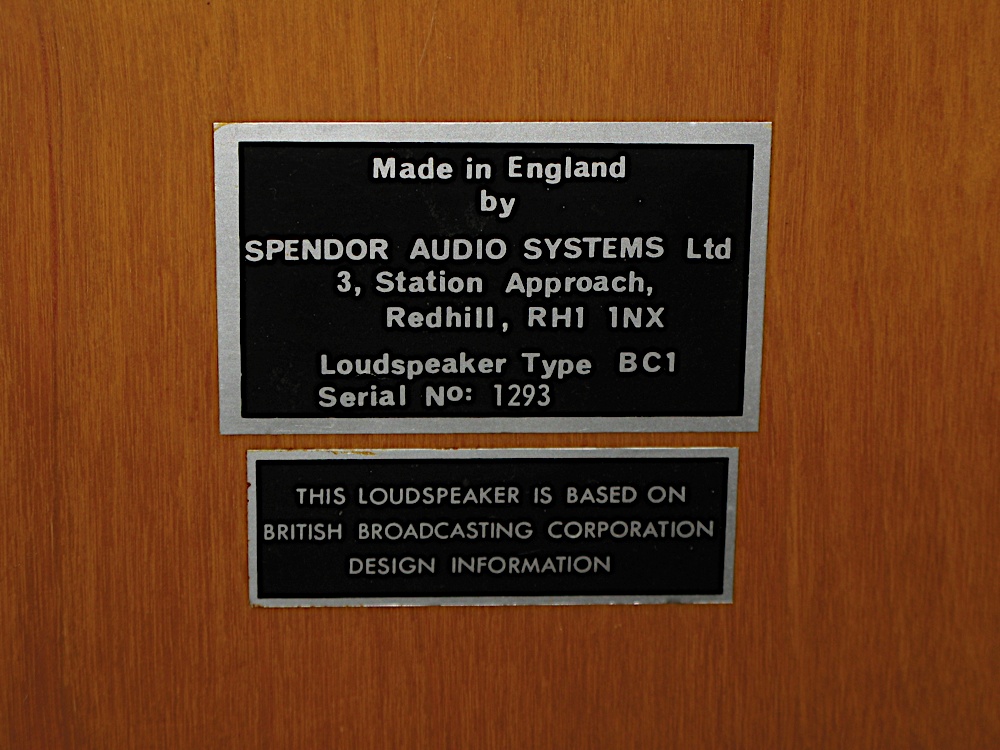 Made in England
by
SPENDOR AUDIO SYSTEMS Ltd
3, Station Approach,
Redhill, RH1 1NX
Loudspeaker Type BC1
Serial No: 1293
THIS LOUDSPEAKER IS BASED ON
BRITISH BROADCASTING CORPORATION
DESIGN INFORMATION